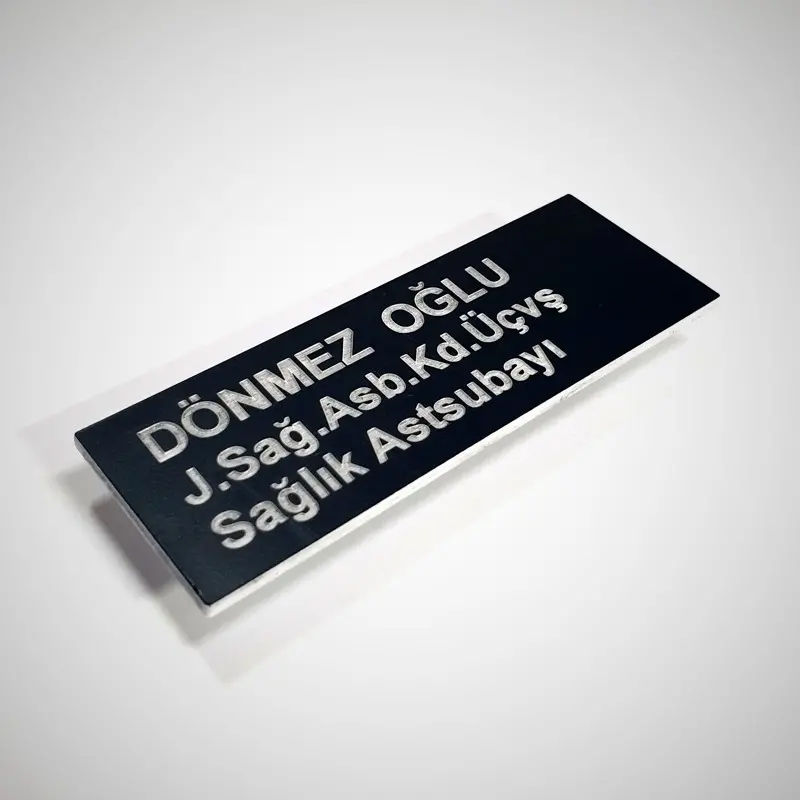 DÖNMEZ OĞLU
J.Sağ.Asb.Kd.Üçvş
Sağlık Astsubayı